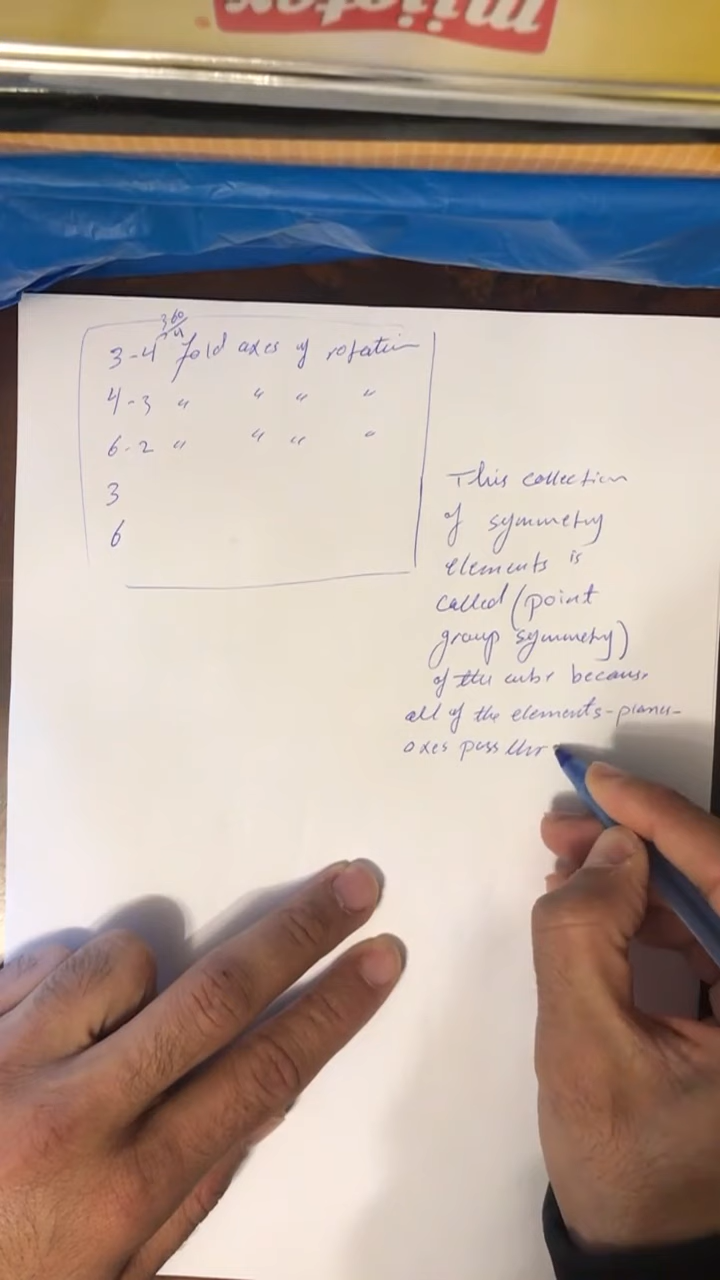 360
4
3-4 fold axes of rotation
4-3 " " " "
6-2 " " " "
3
6
This collection
of symmetry
elements is
called (point
group symmetry)
of the cube because
all of the elements-planes-
axes pass thr